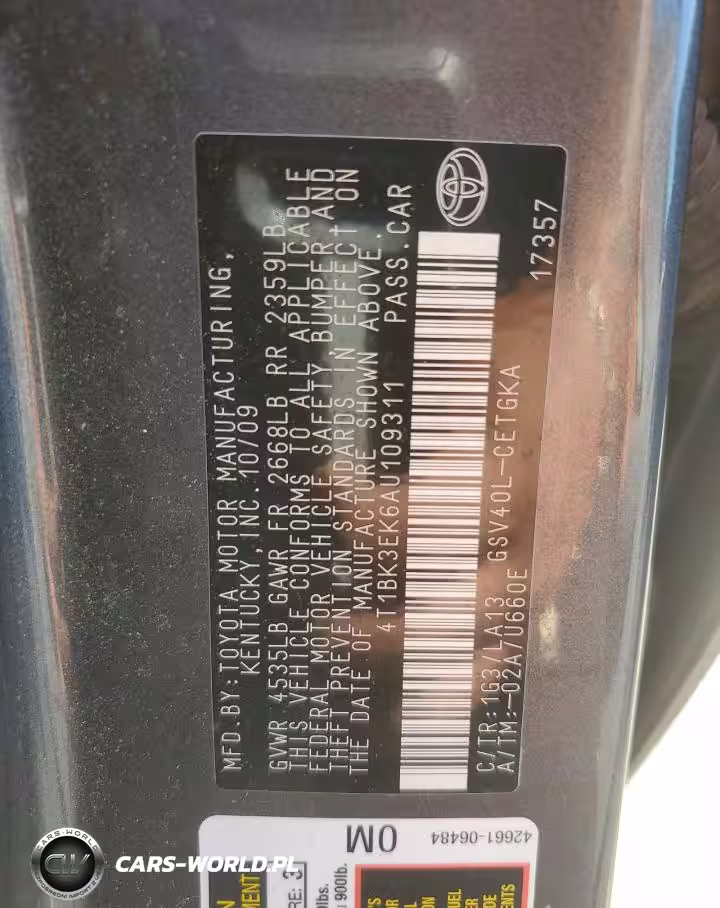 MFD.BY:TOYOTA MOTOR MANUFACTURING,
KENTUCKY,INC.10/09
GVWR 4535LB GAWR FR 2668LB RR 2359LB
THIS VEHICLE CONFORMS TO ALL APPLICABLE
FEDERAL MOTOR VEHICLE SAFETY,BUMPER,AND
THEFT PREVENTION STANDARDS IN EFFECT ON
THE DATE OF MANUFACTURE SHOWN ABOVE.
4T1BK3EK6AU109311 PASS.CAR
C/TR:1G3/LA13 GSV40L-CETGKA
A/TM:-02A/U660E
17357
0M
42661-06484
CARS-WORLD
CW
CARS-WORLD.PL